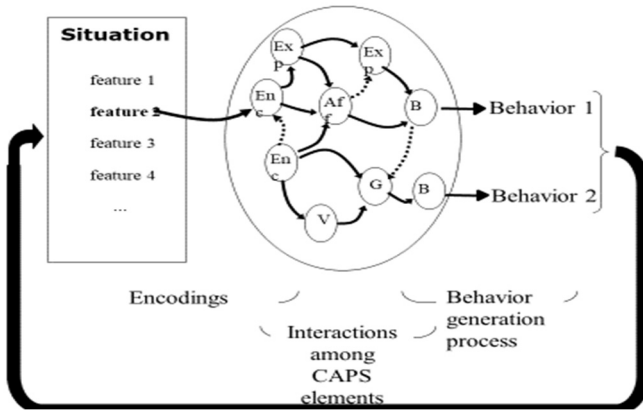 Situation
feature 1
feature 2
feature 3
feature 4
...
Ex
p
Ex
p
En
c
Af
f
B
En
c
G
B
V
Behavior 1
Behavior 2
Encodings
Interactions
among
CAPS
elements
Behavior
generation
process